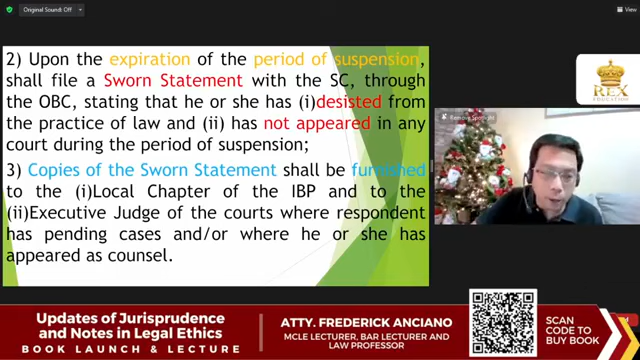 Original Sound: Off
View
2) Upon the expiration of the period of suspension,
shall file a Sworn Statement with the SC, through
the OBC, stating that he or she has (i)desisted from
the practice of law and (ii) has not appeared in any
court during the period of suspension;
3) Copies of the Sworn Statement shall be furnished
to the (i)Local Chapter of the IBP and to the
(ii)Executive Judge of the courts where respondent
has pending cases and/or where he or she has
appeared as counsel.
REX
EDUCATION
Remove Spotlight
Updates of Jurisprudence
and Notes in Legal Ethics
BOOK LAUNCH & LECTURE
ATTY. FREDERICK ANCIANO
MCLE LECTURER, BAR LECTURER AND
LAW PROFESSOR
SCAN
CODE TO
BUY BOOK